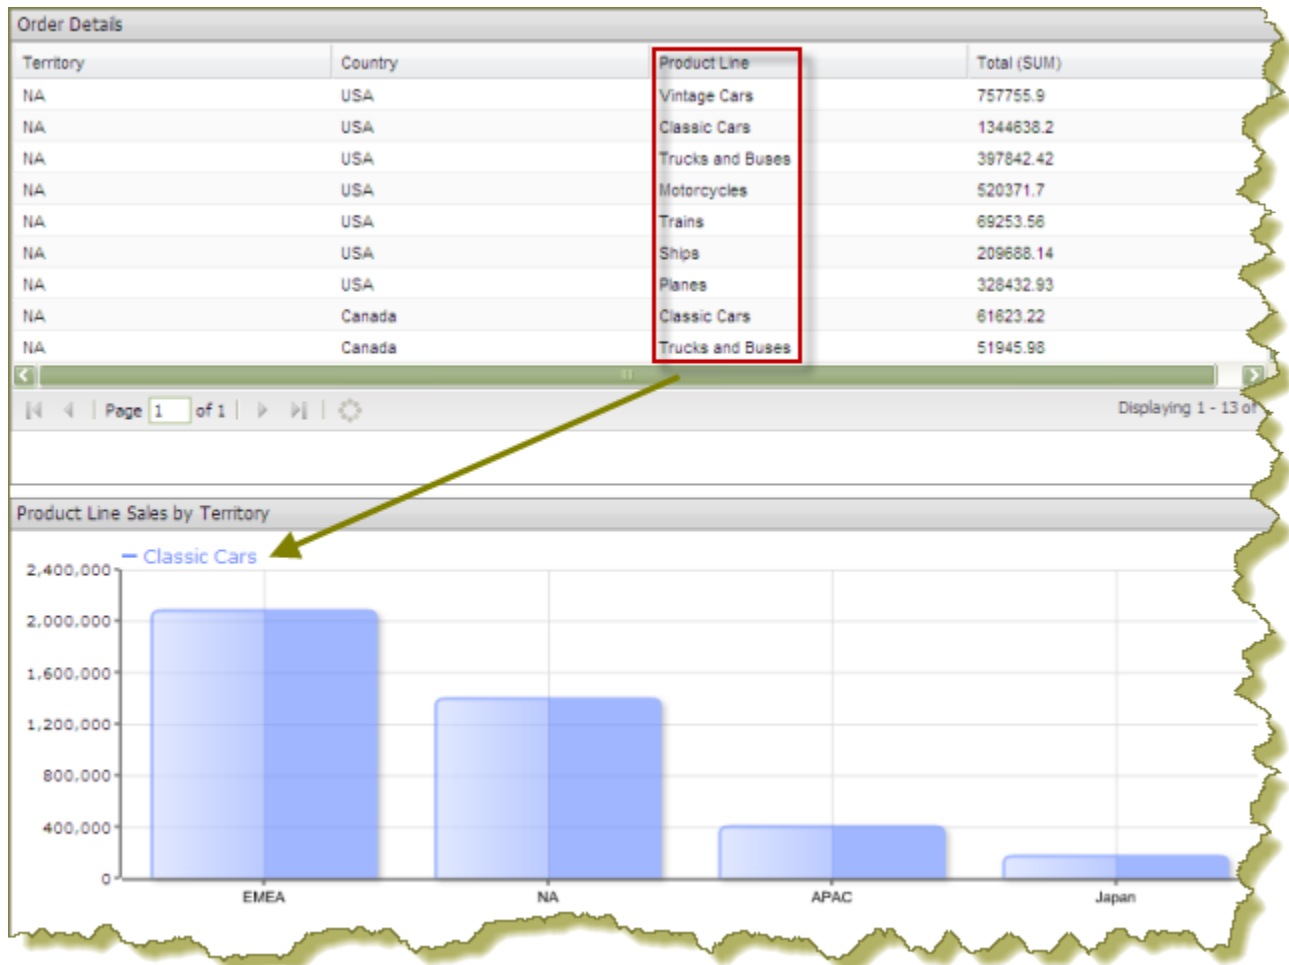 Order Details
Territory Country Product Line Total (SUM)
NA USA Vintage Cars 757755.9
NA USA Classic Cars 1344638.2
NA USA Trucks and Buses 397842.42
NA USA Motorcycles 520371.7
NA USA Trains 69253.56
NA USA Ships 209688.14
NA USA Planes 328432.93
NA Canada Classic Cars 61623.22
NA Canada Trucks and Buses 51945.98
Page 1 of 1 Displaying 1 - 13 of
Product Line Sales by Territory
Classic Cars
2,400,000
2,000,000
1,600,000
1,200,000
800,000
400,000
0
EMEA NA APAC Japan